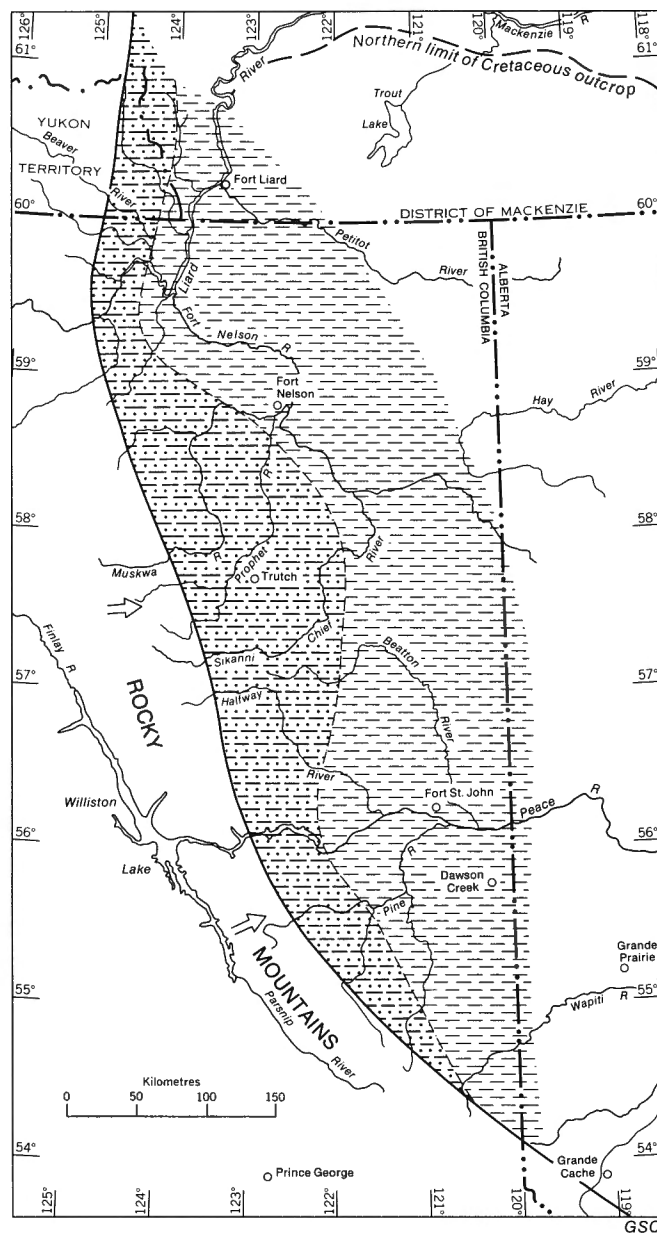 126°
125°
124°
123°
122°
121°
120°
119°
118°
61°
Mackenzie R
Northern limit of Cretaceous outcrop
River
Trout
Lake
YUKON
TERRITORY
Beaver
River
Fort Liard
60°
60°
DISTRICT OF MACKENZIE
Petitot
River
Liard
BRITISH COLUMBIA
ALBERTA
Fort
Nelson R
59°
59°
Fort
Nelson
Hay
River
R
58°
58°
River
Muskwa
R
Prophet
Trutch
Finlay R
Chief
Sikanni
57°
57°
Beatton
River
Halfway
River
ROCKY
Fort St. John
Peace R
Williston
56°
56°
Lake
R
Dawson
Creek
Pine
Grande
Prairie
55°
55°
Wapiti R
MOUNTAINS
Parsnip
River
Kilometres
0 50 100 150
54°
54°
Grande
Cache
Prince George
125°
124°
123°
122°
121°
120°
119°
GSC